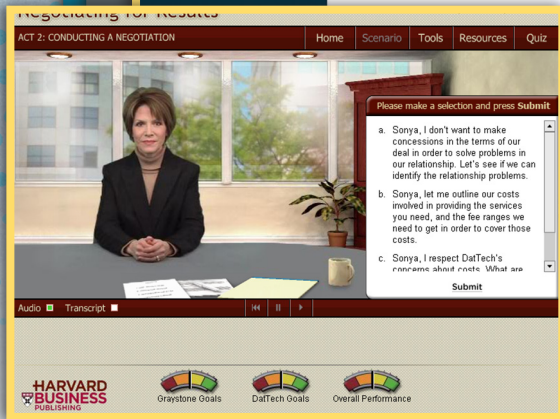 Negotiating for Results
ACT 2: CONDUCTING A NEGOTIATION
Home
Scenario
Tools
Resources
Quiz
Please make a selection and press Submit
a. Sonya, I don't want to make
concessions in the terms of our
deal in order to solve problems in
our relationship. Let's see if we can
identify the relationship problems.
b. Sonya, let me outline our costs
involved in providing the services
you need, and the fee ranges we
need to get in order to cover those
costs.
c. Sonya, I respect DatTech's
concerns about costs. What are
Submit
Audio
Transcript
Graystone Goals
DatTech Goals
Overall Performance
HARVARD
BUSINESS
PUBLISHING